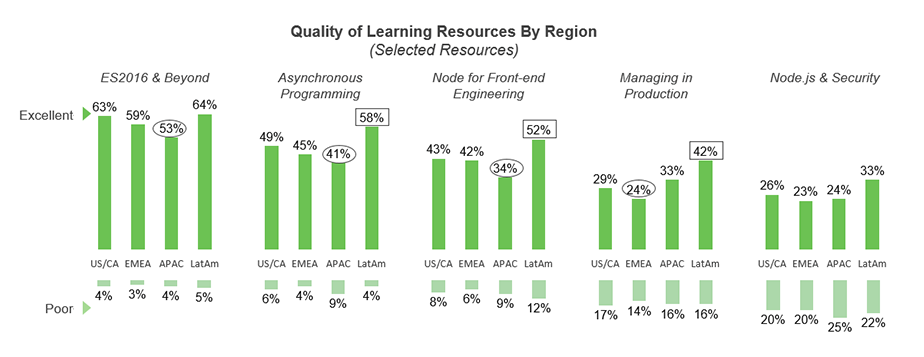 Quality of Learning Resources By Region
(Selected Resources)
ES2016 & Beyond
Asynchronous
Programming
Node for Front-end
Engineering
Managing in
Production
Node.js & Security
Excellent
63% 59% 53% 64%
49% 45% 41% 58%
43% 42% 34% 52%
29% 24% 33% 42%
26% 23% 24% 33%
US/CA EMEA APAC LatAm
US/CA EMEA APAC LatAm
US/CA EMEA APAC LatAm
US/CA EMEA APAC LatAm
US/CA EMEA APAC LatAm
Poor
4% 3% 4% 5%
6% 4% 9% 4%
8% 6% 9% 12%
17% 14% 16% 16%
20% 20% 25% 22%